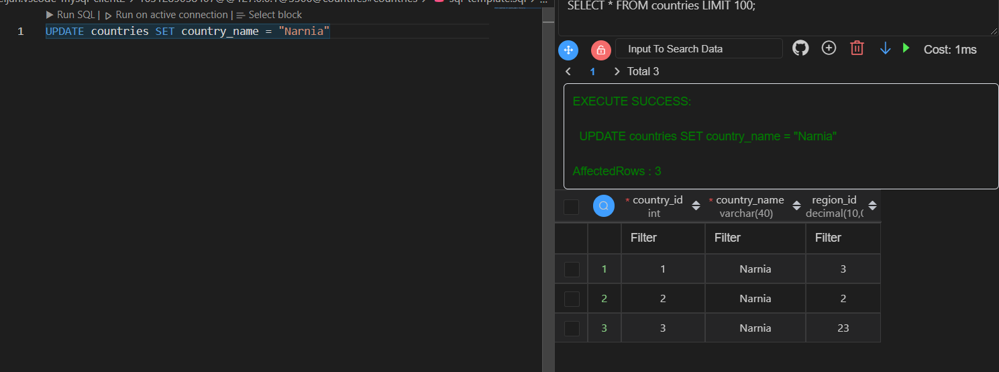 Run SQL | Run on active connection | Select block
1 UPDATE countries SET country_name = "Narnia"
SELECT * FROM countries LIMIT 100;
Input To Search Data Cost: 1ms
1 Total 3
EXECUTE SUCCESS:
UPDATE countries SET country_name = "Narnia"
AffectedRows : 3
* country_id * country_name region_id
int varchar(40) decimal(10,
Filter Filter Filter
1 1 Narnia 3
2 2 Narnia 2
3 3 Narnia 23